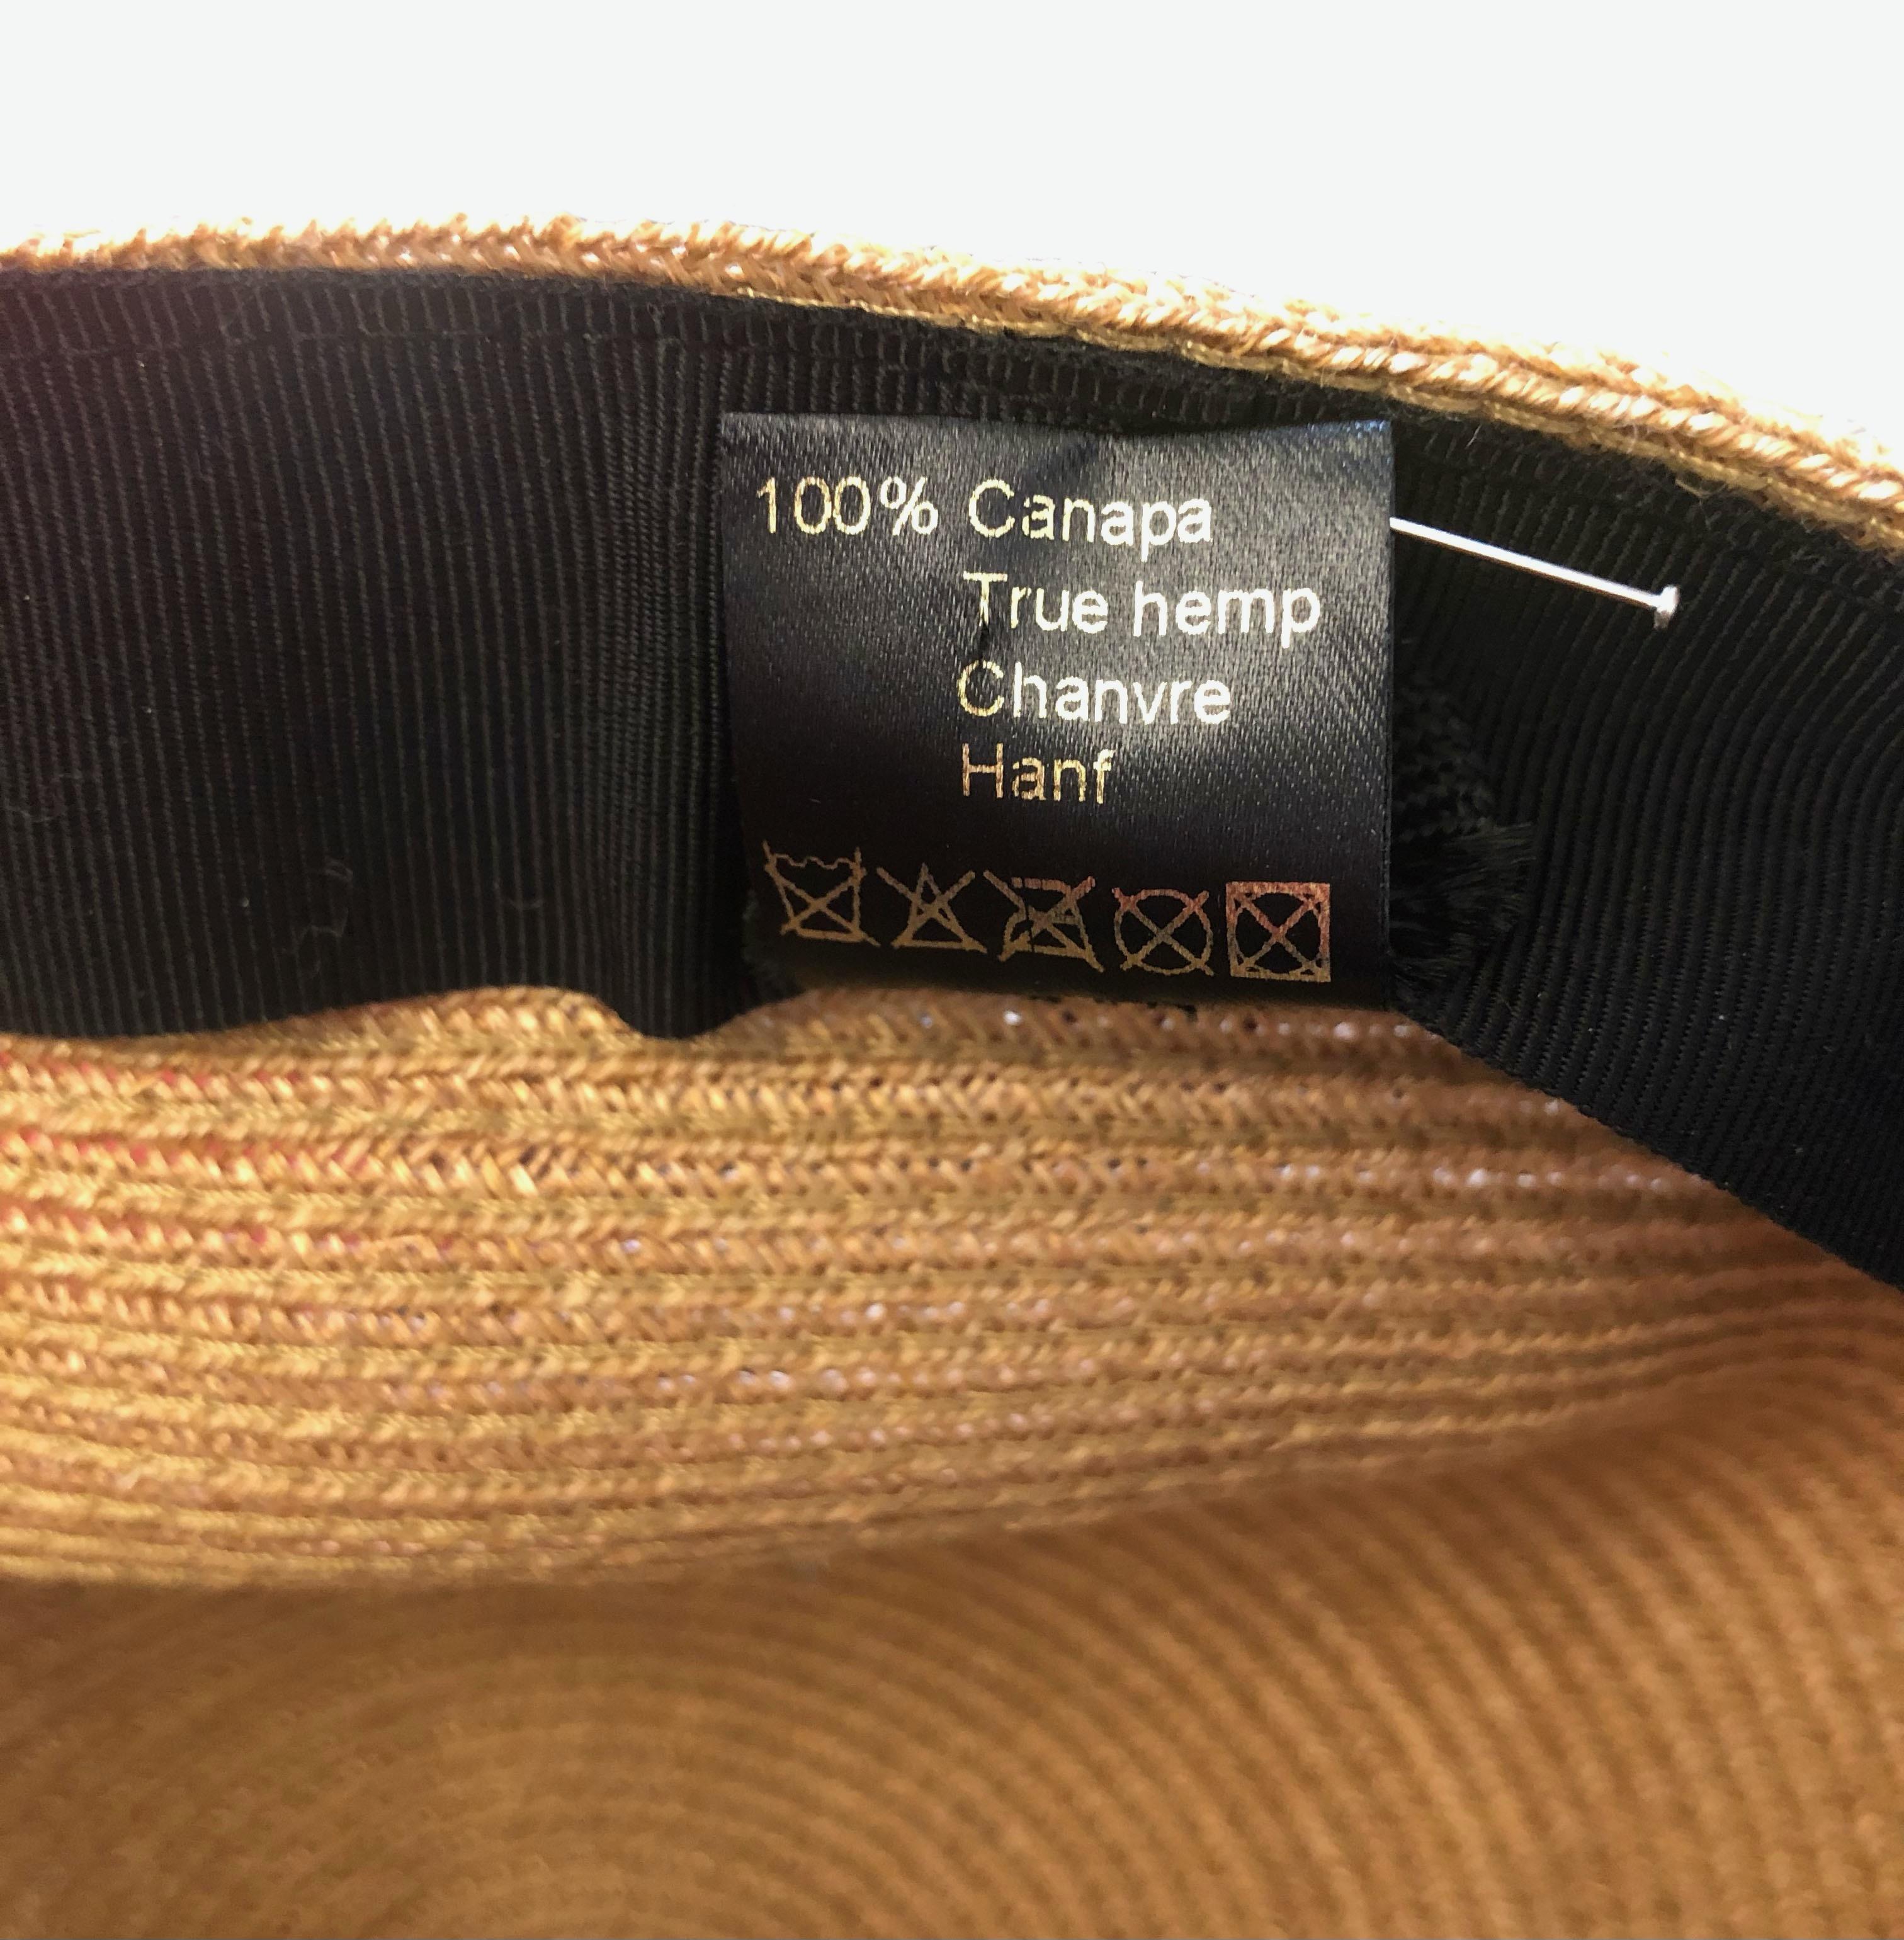 100% Canapa
True hemp
Chanvre
Hanf